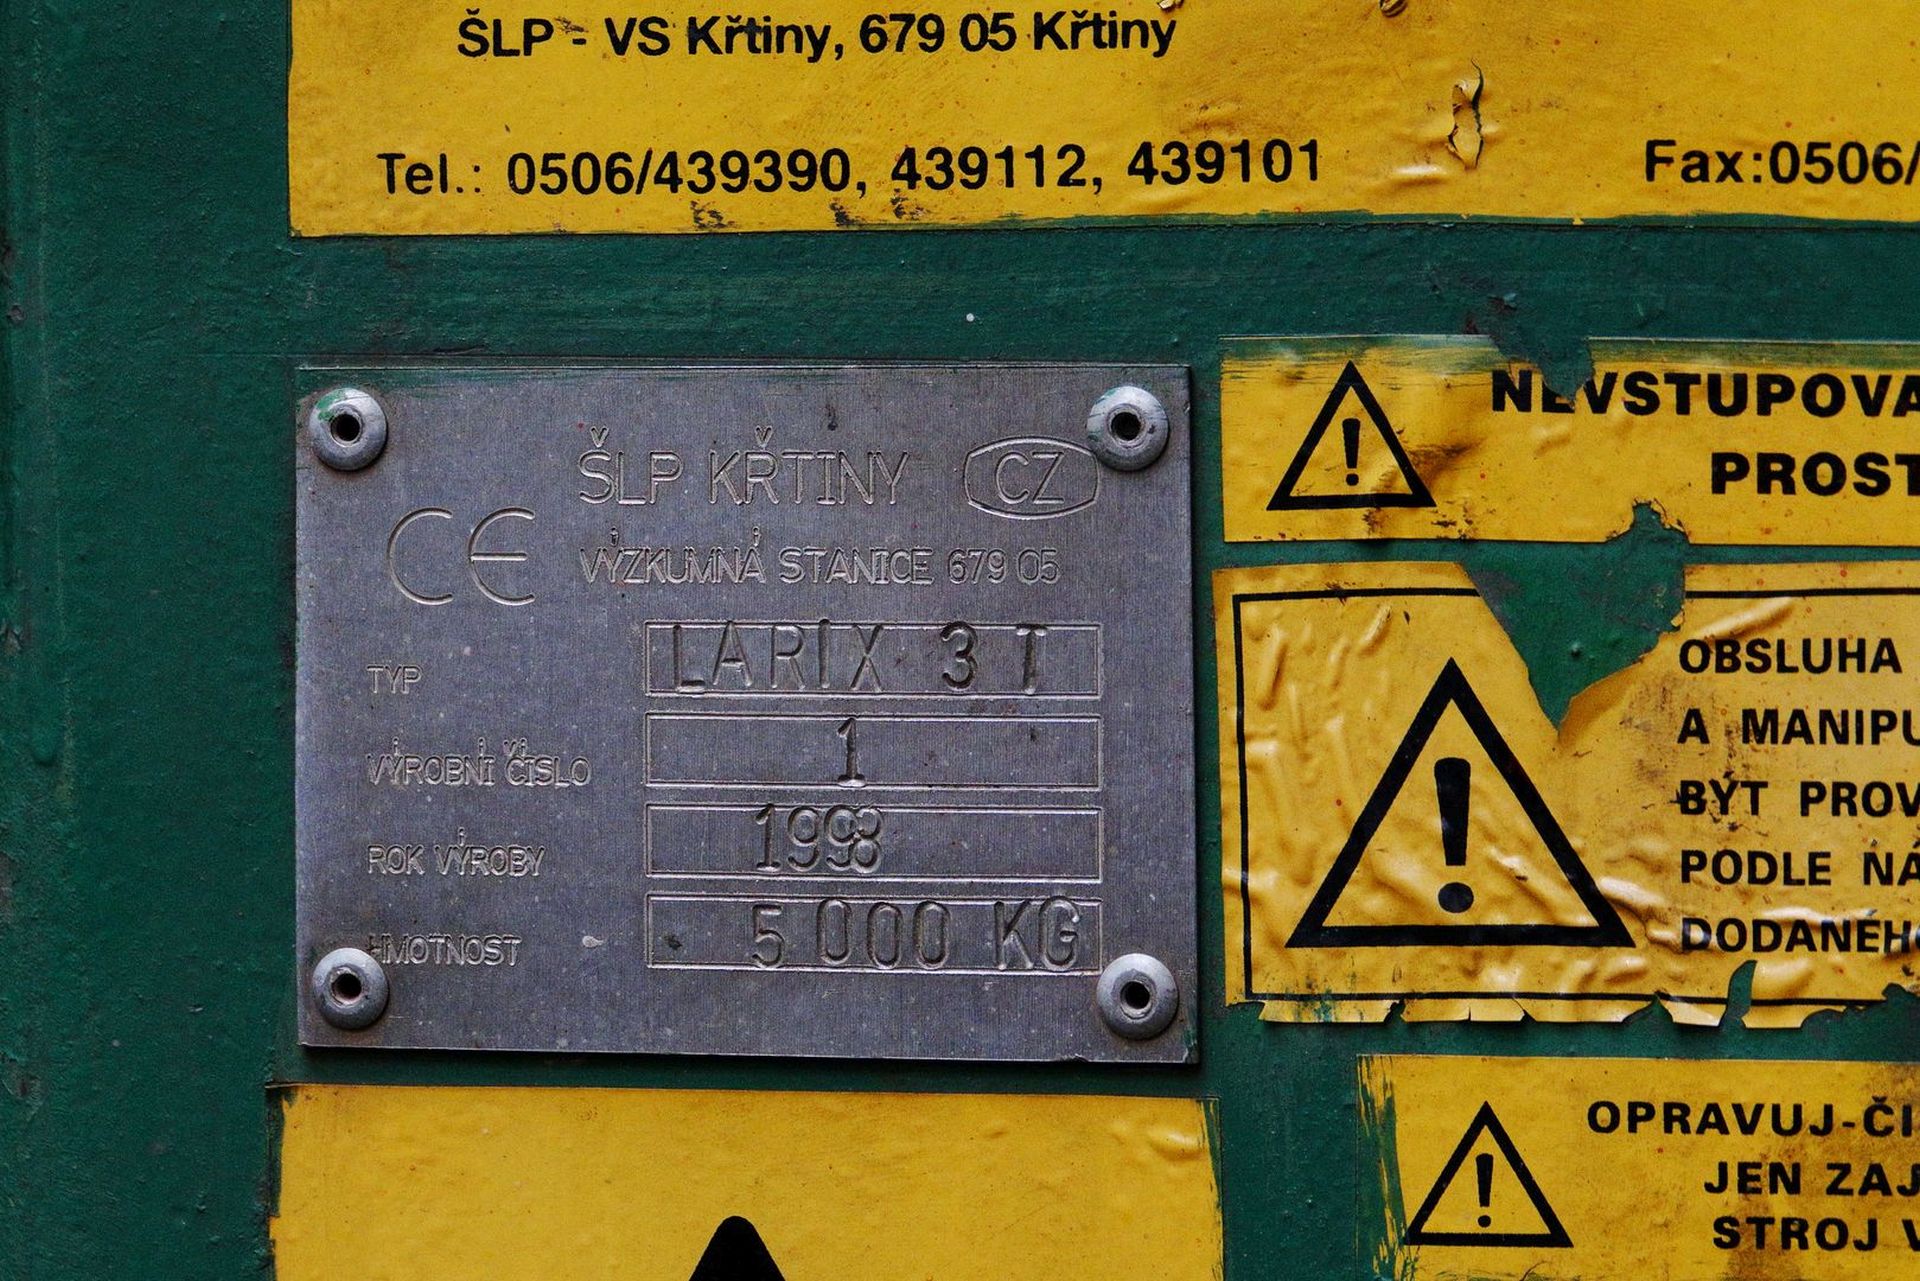 ŠLP - VS Křtiny, 679 05 Křtiny
Tel.: 0506/439390, 439112, 439101
Fax:0506/
ŠLP KŘTINY CZ
CE
VÝZKUMNÁ STANICE 679 05
TYP LARIX 3 T
VÝROBNÍ ČÍSLO 1
ROK VÝROBY 1998
HMOTNOST 5 000 KG
NEVSTUPOVA
PROST
OBSLUHA
A MANIPU
BÝT PROV
PODLE NÁ
DODANÉHO
OPRAVUJ-ČI
JEN ZAJ
STROJ V